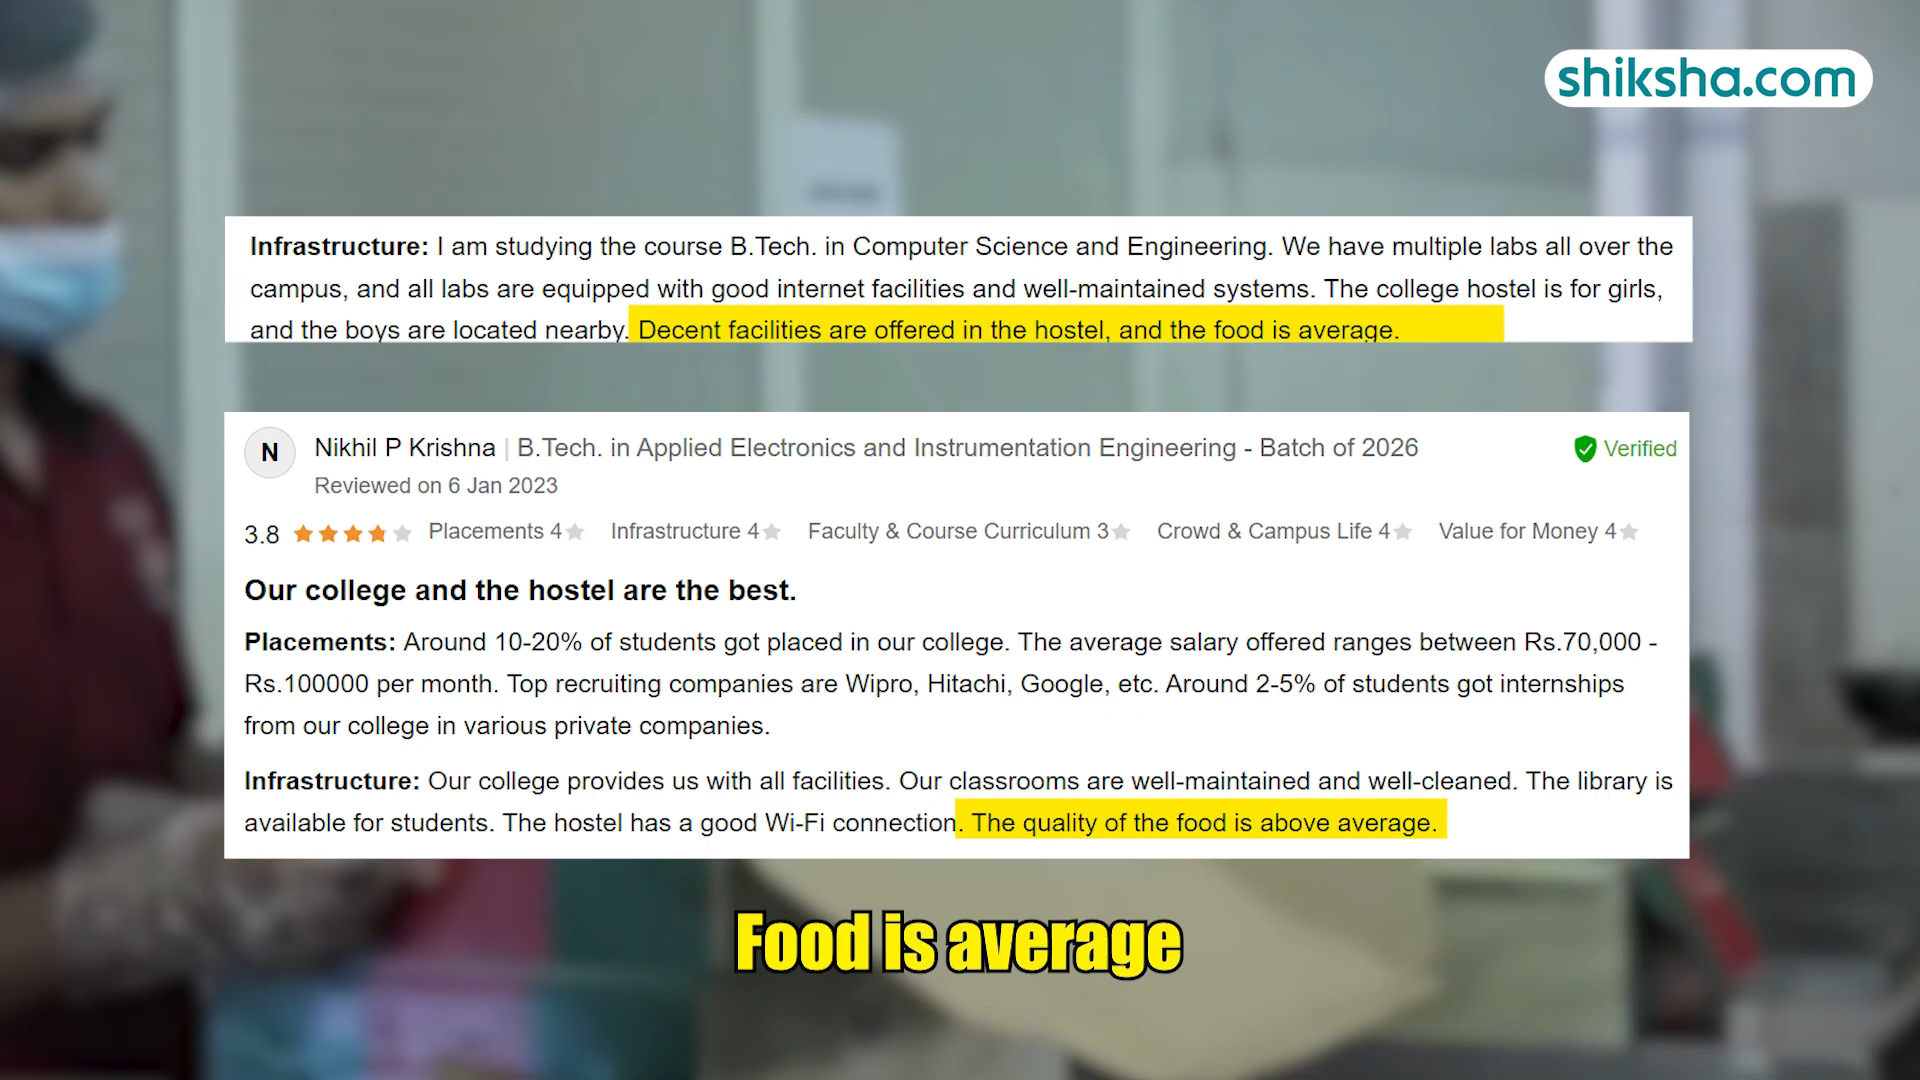 shiksha.com
Infrastructure: I am studying the course B.Tech. in Computer Science and Engineering. We have multiple labs all over the
campus, and all labs are equipped with good internet facilities and well-maintained systems. The college hostel is for girls,
and the boys are located nearby. Decent facilities are offered in the hostel, and the food is average.
N
Nikhil P Krishna | B.Tech. in Applied Electronics and Instrumentation Engineering - Batch of 2026
Verified
Reviewed on 6 Jan 2023
3.8 Placements 4 Infrastructure 4 Faculty & Course Curriculum 3 Crowd & Campus Life 4 Value for Money 4
Our college and the hostel are the best.
Placements: Around 10-20% of students got placed in our college. The average salary offered ranges between Rs.70,000 -
Rs.100000 per month. Top recruiting companies are Wipro, Hitachi, Google, etc. Around 2-5% of students got internships
from our college in various private companies.
Infrastructure: Our college provides us with all facilities. Our classrooms are well-maintained and well-cleaned. The library is
available for students. The hostel has a good Wi-Fi connection. The quality of the food is above average.
Food is average